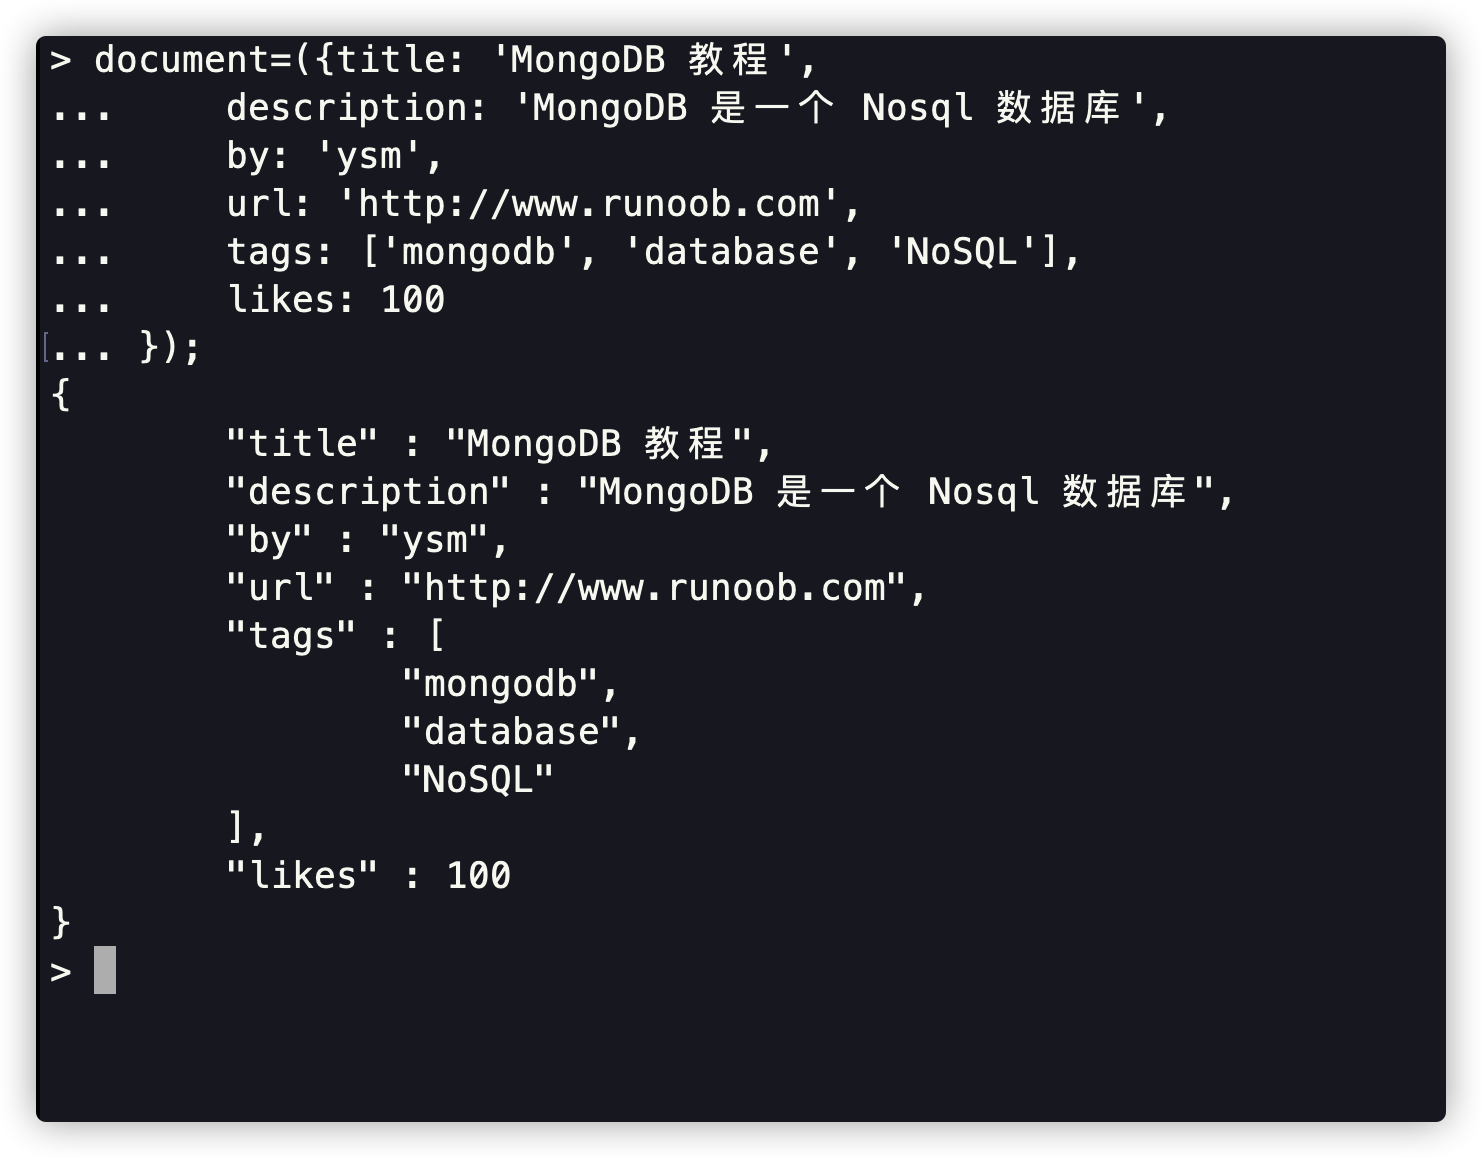 > document=({title: 'MongoDB 教程',
...     description: 'MongoDB 是一个 Nosql 数据库',
...     by: 'ysm',
...     url: 'http://www.runoob.com',
...     tags: ['mongodb', 'database', 'NoSQL'],
...     likes: 100
[... });
{
        "title" : "MongoDB 教程",
        "description" : "MongoDB 是一个 Nosql 数据库",
        "by" : "ysm",
        "url" : "http://www.runoob.com",
        "tags" : [
                "mongodb",
                "database",
                "NoSQL"
        ],
        "likes" : 100
}
>